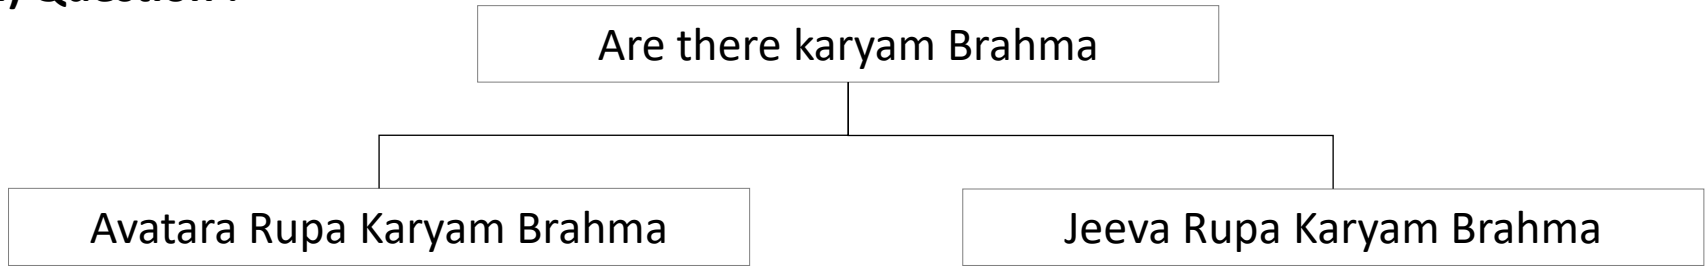 Question :
Are there karyam Brahma
Avatara Rupa Karyam Brahma
Jeeva Rupa Karyam Brahma